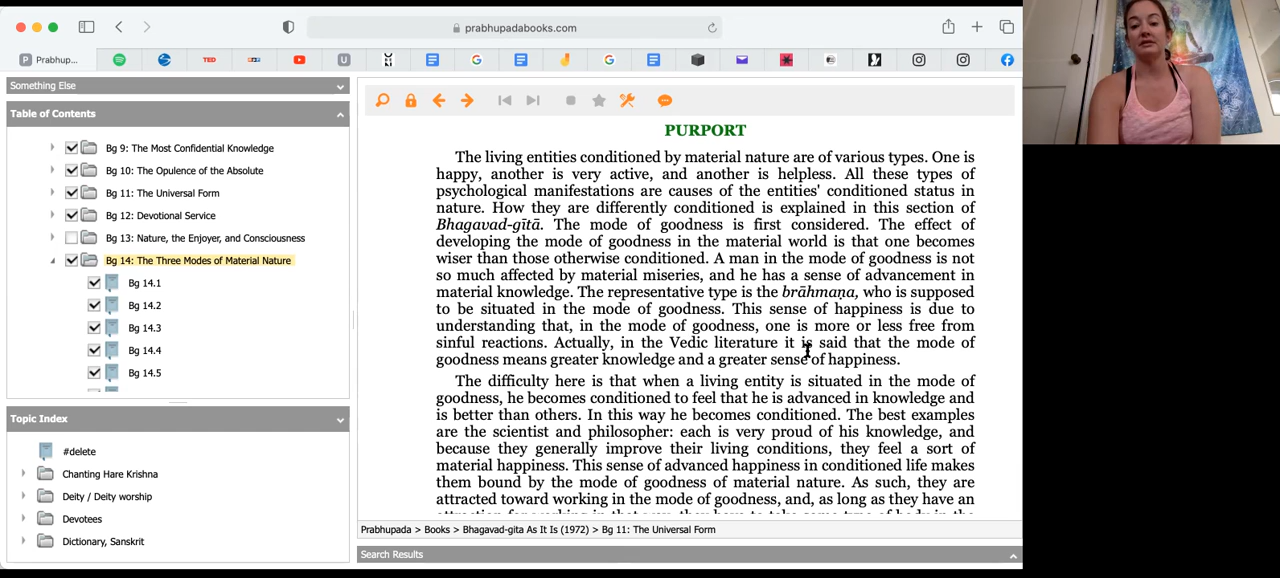 prabhupadabooks.com
P Prabhup...
TED
U
G
G
G
Something Else
Table of Contents
Bg 9: The Most Confidential Knowledge
Bg 10: The Opulence of the Absolute
Bg 11: The Universal Form
Bg 12: Devotional Service
Bg 13: Nature, the Enjoyer, and Consciousness
Bg 14: The Three Modes of Material Nature
Bg 14.1
Bg 14.2
Bg 14.3
Bg 14.4
Bg 14.5
Topic Index
#delete
Chanting Hare Krishna
Deity / Deity worship
Devotees
Dictionary, Sanskrit
PURPORT
The living entities conditioned by material nature are of various types. One is
happy, another is very active, and another is helpless. All these types of
psychological manifestations are causes of the entities' conditioned status in
nature. How they are differently conditioned is explained in this section of
Bhagavad-gītā. The mode of goodness is first considered. The effect of
developing the mode of goodness in the material world is that one becomes
wiser than those otherwise conditioned. A man in the mode of goodness is not
so much affected by material miseries, and he has a sense of advancement in
material knowledge. The representative type is the brāhmaṇa, who is supposed
to be situated in the mode of goodness. This sense of happiness is due to
understanding that, in the mode of goodness, one is more or less free from
sinful reactions. Actually, in the Vedic literature it is said that the mode of
goodness means greater knowledge and a greater sense of happiness.
The difficulty here is that when a living entity is situated in the mode of
goodness, he becomes conditioned to feel that he is advanced in knowledge and
is better than others. In this way he becomes conditioned. The best examples
are the scientist and philosopher: each is very proud of his knowledge, and
because they generally improve their living conditions, they feel a sort of
material happiness. This sense of advanced happiness in conditioned life makes
them bound by the mode of goodness of material nature. As such, they are
attracted toward working in the mode of goodness, and, as long as they have an
Prabhupada > Books > Bhagavad-gita As It Is (1972) > Bg 11: The Universal Form
Search Results